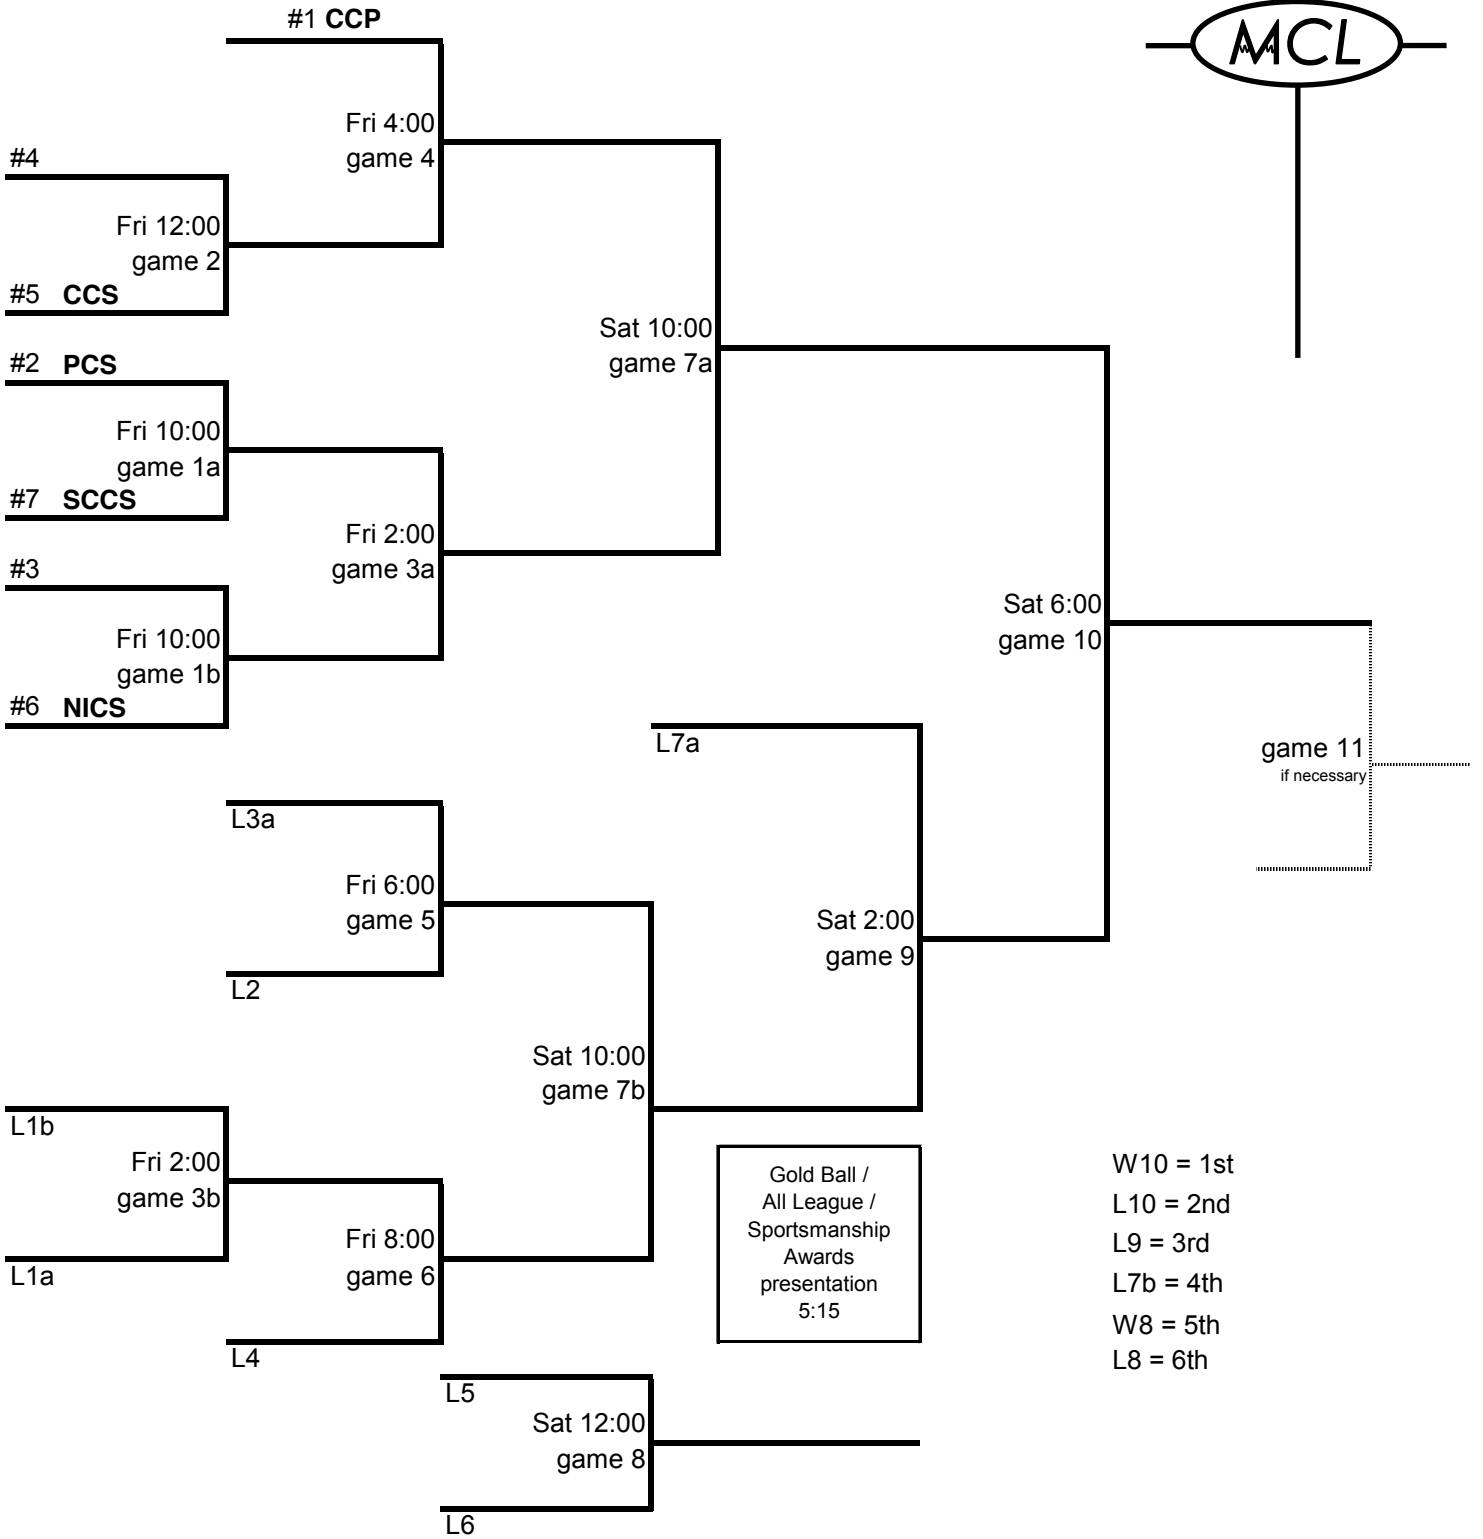 #1 CCP
MCL
Fri 4:00
game 4
#4
Fri 12:00
game 2
#5 CCS
Sat 10:00
game 7a
#2 PCS
Fri 10:00
game 1a
#7 SCCS
Fri 2:00
game 3a
#3
Fri 10:00
game 1b
#6 NICS
Sat 6:00
game 10
L7a
game 11
if necessary
L3a
Fri 6:00
game 5
L2
Sat 2:00
game 9
Sat 10:00
game 7b
L1b
Fri 2:00
game 3b
L1a
Fri 8:00
game 6
L4
Gold Ball /
All League /
Sportsmanship
Awards
presentation
5:15
W10 = 1st
L10 = 2nd
L9 = 3rd
L7b = 4th
W8 = 5th
L8 = 6th
L5
Sat 12:00
game 8
L6